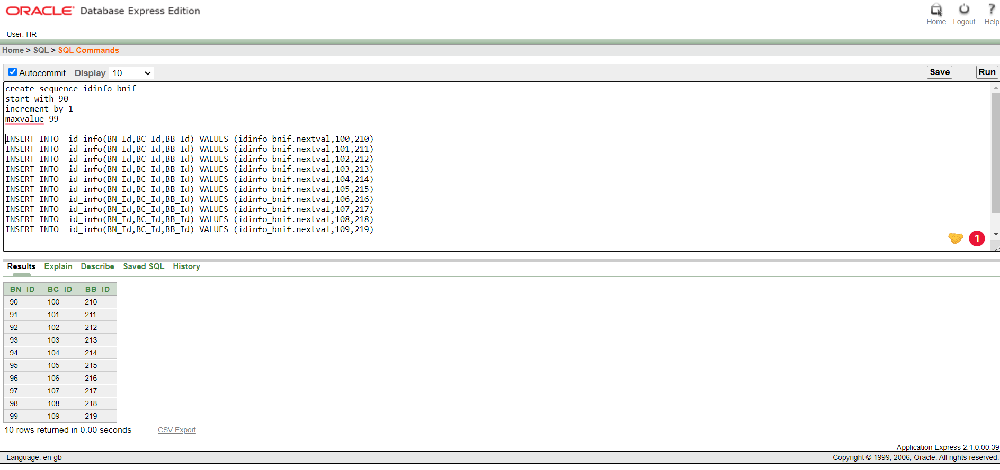 ORACLE Database Express Edition
Home Logout Help
User: HR
Home > SQL > SQL Commands
Autocommit Display 10 Save Run
create sequence idinfo_bnif
start with 90
increment by 1
maxvalue 99
INSERT INTO  id_info(BN_Id,BC_Id,BB_Id) VALUES (idinfo_bnif.nextval,100,210)
INSERT INTO  id_info(BN_Id,BC_Id,BB_Id) VALUES (idinfo_bnif.nextval,101,211)
INSERT INTO  id_info(BN_Id,BC_Id,BB_Id) VALUES (idinfo_bnif.nextval,102,212)
INSERT INTO  id_info(BN_Id,BC_Id,BB_Id) VALUES (idinfo_bnif.nextval,103,213)
INSERT INTO  id_info(BN_Id,BC_Id,BB_Id) VALUES (idinfo_bnif.nextval,104,214)
INSERT INTO  id_info(BN_Id,BC_Id,BB_Id) VALUES (idinfo_bnif.nextval,105,215)
INSERT INTO  id_info(BN_Id,BC_Id,BB_Id) VALUES (idinfo_bnif.nextval,106,216)
INSERT INTO  id_info(BN_Id,BC_Id,BB_Id) VALUES (idinfo_bnif.nextval,107,217)
INSERT INTO  id_info(BN_Id,BC_Id,BB_Id) VALUES (idinfo_bnif.nextval,108,218)
INSERT INTO  id_info(BN_Id,BC_Id,BB_Id) VALUES (idinfo_bnif.nextval,109,219)
1
Results Explain Describe Saved SQL History
BN_ID BC_ID BB_ID
90 100 210
91 101 211
92 102 212
93 103 213
94 104 214
95 105 215
96 106 216
97 107 217
98 108 218
99 109 219
10 rows returned in 0.00 seconds CSV Export
Application Express 2.1.0.00.39
Language: en-gb Copyright © 1999, 2006, Oracle. All rights reserved.